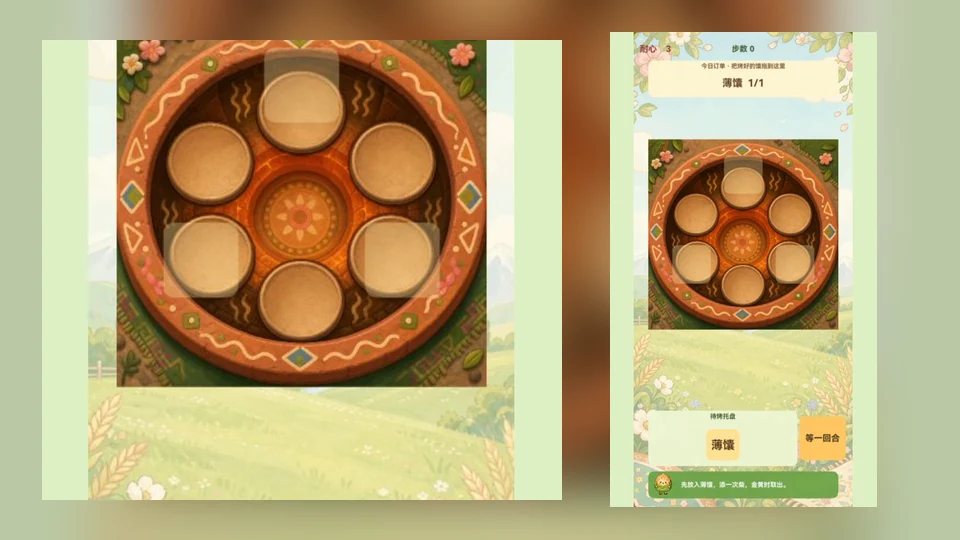 耐心 3
步数 0
今日订单·把烤好的馕拖到这里
薄馕 1/1
待烤托盘
薄馕
等一回合
先放入薄馕，添一次柴，金黄时取出。